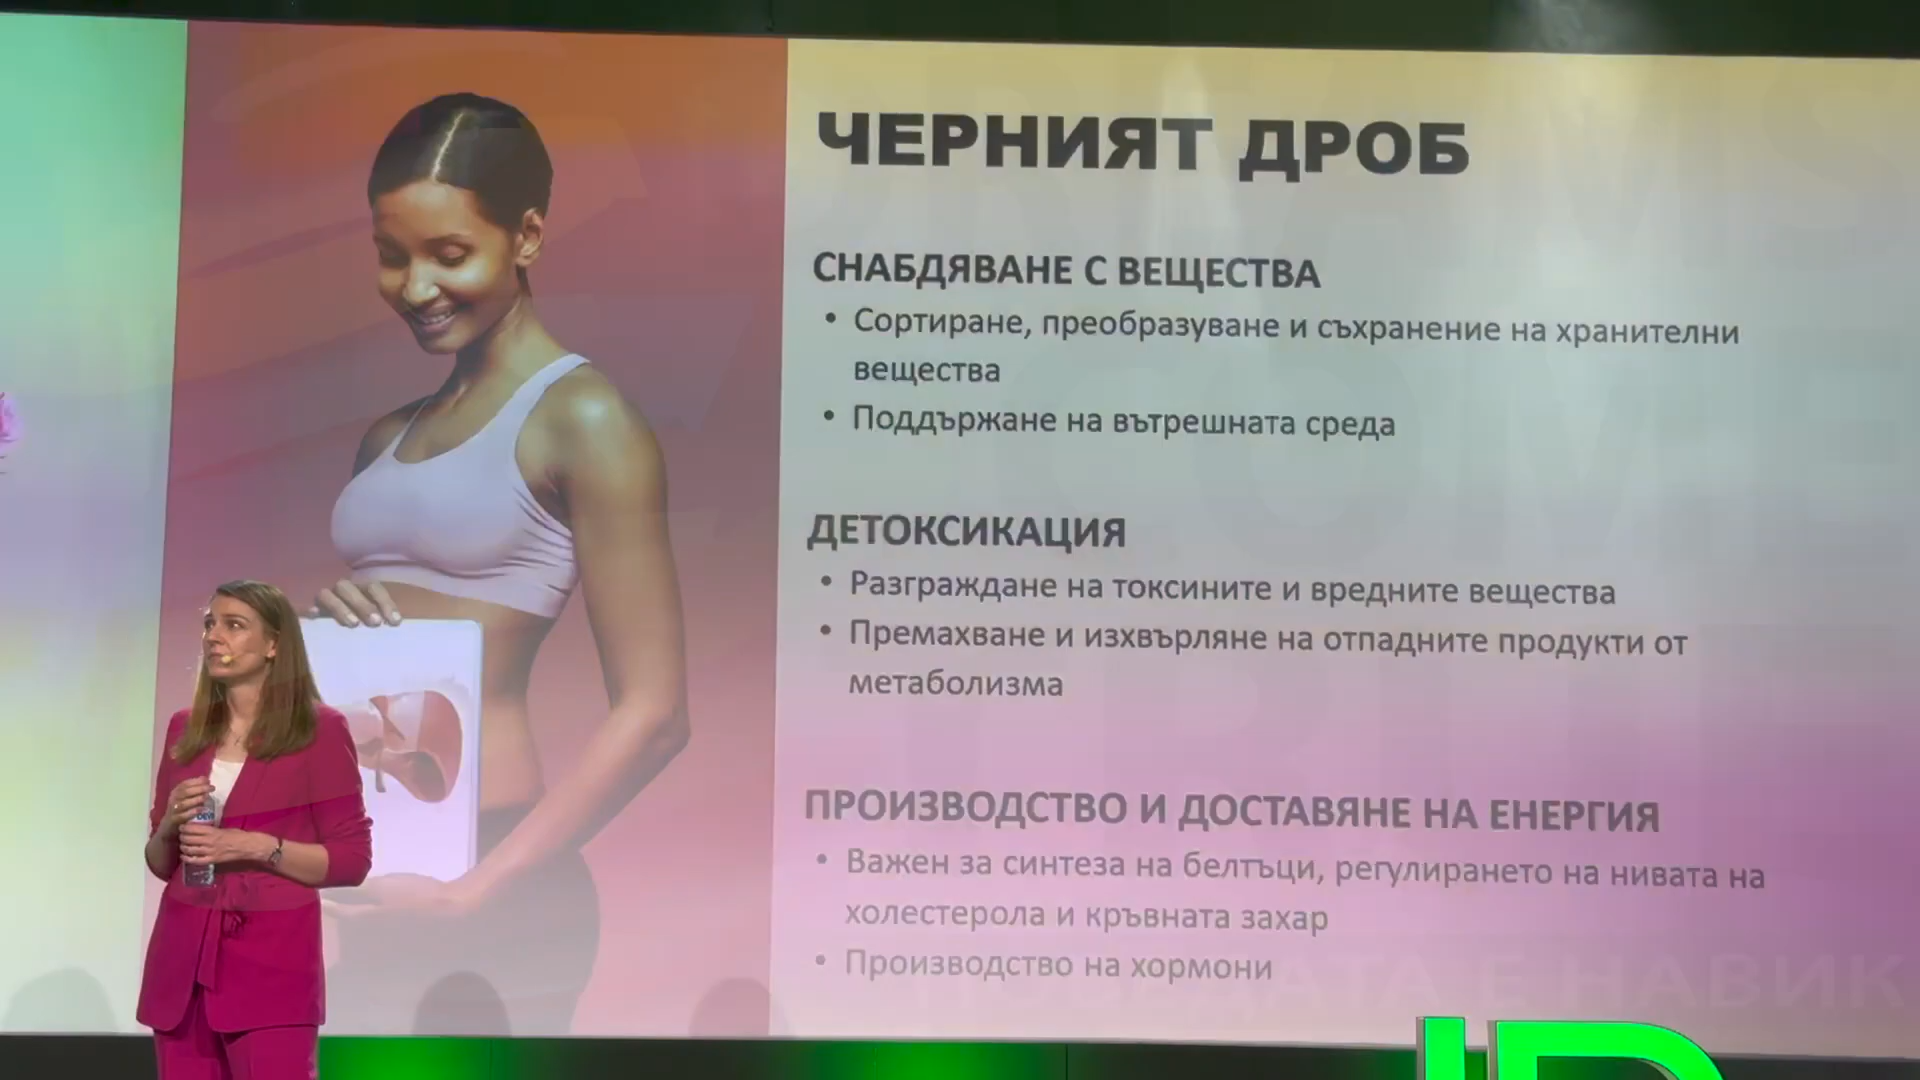 ЧЕРНИЯТ ДРОБ
СНАБДЯВАНЕ С ВЕЩЕСТВА
• Сортиране, преобразуване и съхранение на хранителни
вещества
• Поддържане на вътрешната среда
ДЕТОКСИКАЦИЯ
• Разграждане на токсините и вредните вещества
• Премахване и изхвърляне на отпадните продукти от
метаболизма
ПРОИЗВОДСТВО И ДОСТАВЯНЕ НА ЕНЕРГИЯ
• Важен за синтеза на белтъци, регулирането на нивата на
холестерола и кръвната захар
• Производство на хормони
Е НАВИК